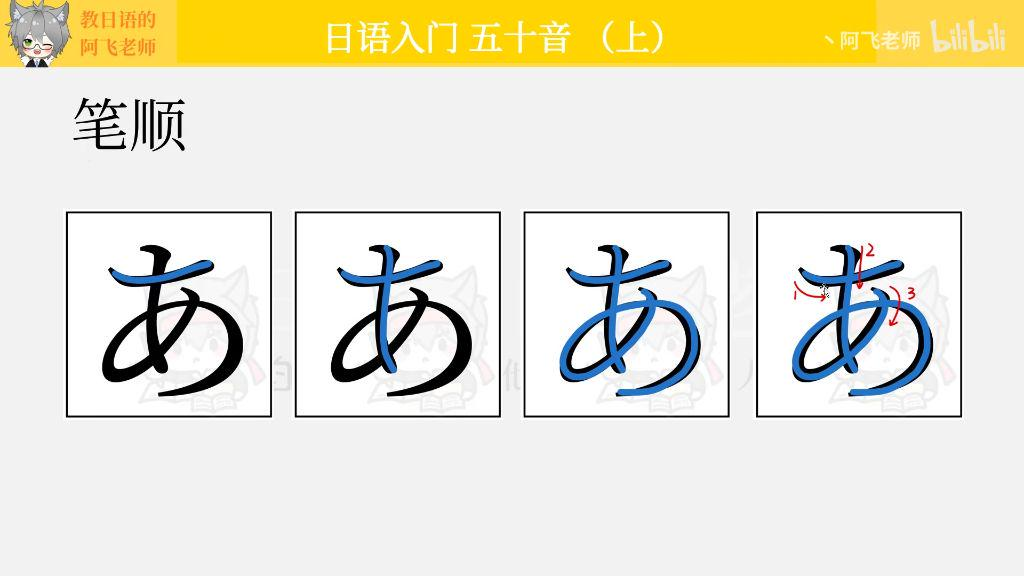 教日语的
阿飞老师
日语入门 五十音 （上）
丶阿飞老师 bilibili
笔顺
あ あ あ あ
1 2 3